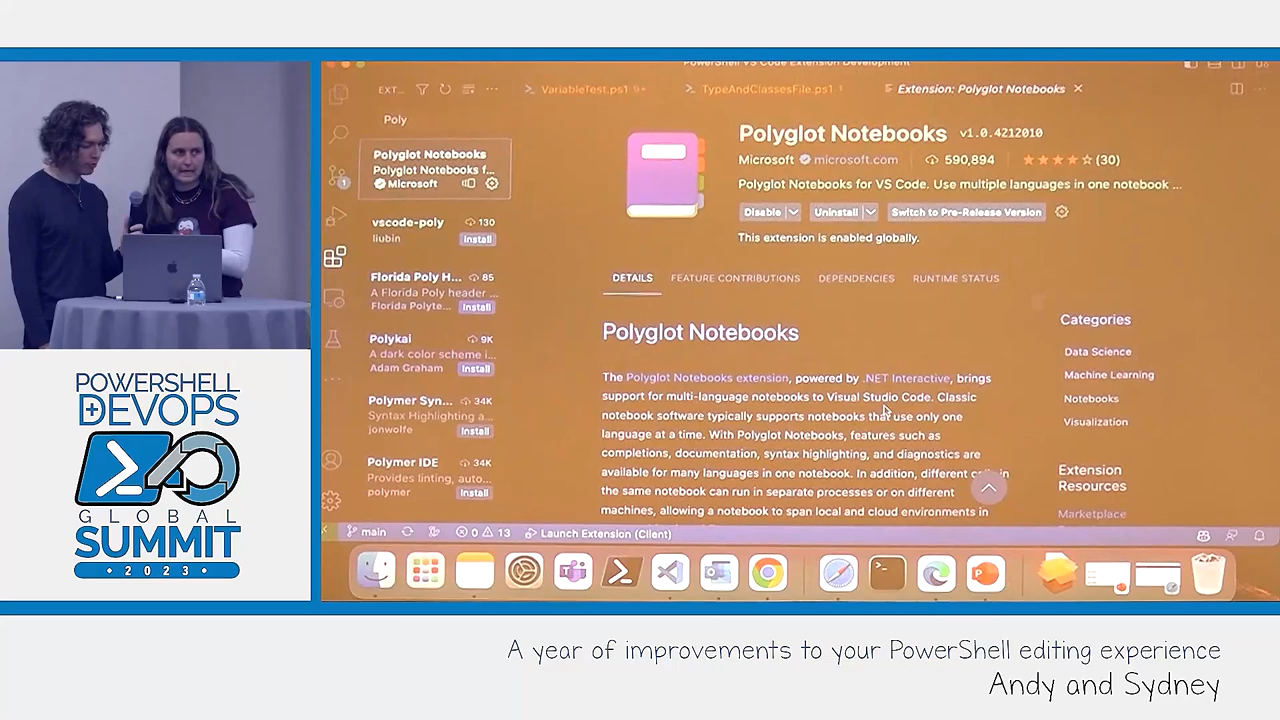 PowerShell VS Code Extension Development
EXT...
VariableTest.ps1 9+
TypeAndClassesFile.ps1 1
Extension: Polyglot Notebooks
Poly
Polyglot Notebooks
Polyglot Notebooks f...
Microsoft
vscode-poly 130
liubin Install
Florida Poly H... 85
A Florida Poly header ...
Florida Polyte... Install
Polykai 9K
A dark color scheme i...
Adam Graham Install
Polymer Syn... 34K
Syntax Highlighting a...
jonwolfe Install
Polymer IDE 34K
Provides linting, auto...
polymer Install
Polyglot Notebooks v1.0.4212010
Microsoft microsoft.com 590,894 (30)
Polyglot Notebooks for VS Code. Use multiple languages in one notebook ...
Disable Uninstall Switch to Pre-Release Version
This extension is enabled globally.
DETAILS FEATURE CONTRIBUTIONS DEPENDENCIES RUNTIME STATUS
Polyglot Notebooks
The Polyglot Notebooks extension, powered by .NET Interactive, brings
support for multi-language notebooks to Visual Studio Code. Classic
notebook software typically supports notebooks that use only one
language at a time. With Polyglot Notebooks, features such as
completions, documentation, syntax highlighting, and diagnostics are
available for many languages in one notebook. In addition, different cells in
the same notebook can run in separate processes or on different
machines, allowing a notebook to span local and cloud environments in
Categories
Data Science
Machine Learning
Notebooks
Visualization
Extension
Resources
Marketplace
1
main 0 13 Launch Extension (Client)
POWERSHELL
+DEVOPS
GLOBAL
SUMMIT
2023
A year of improvements to your PowerShell editing experience
Andy and Sydney